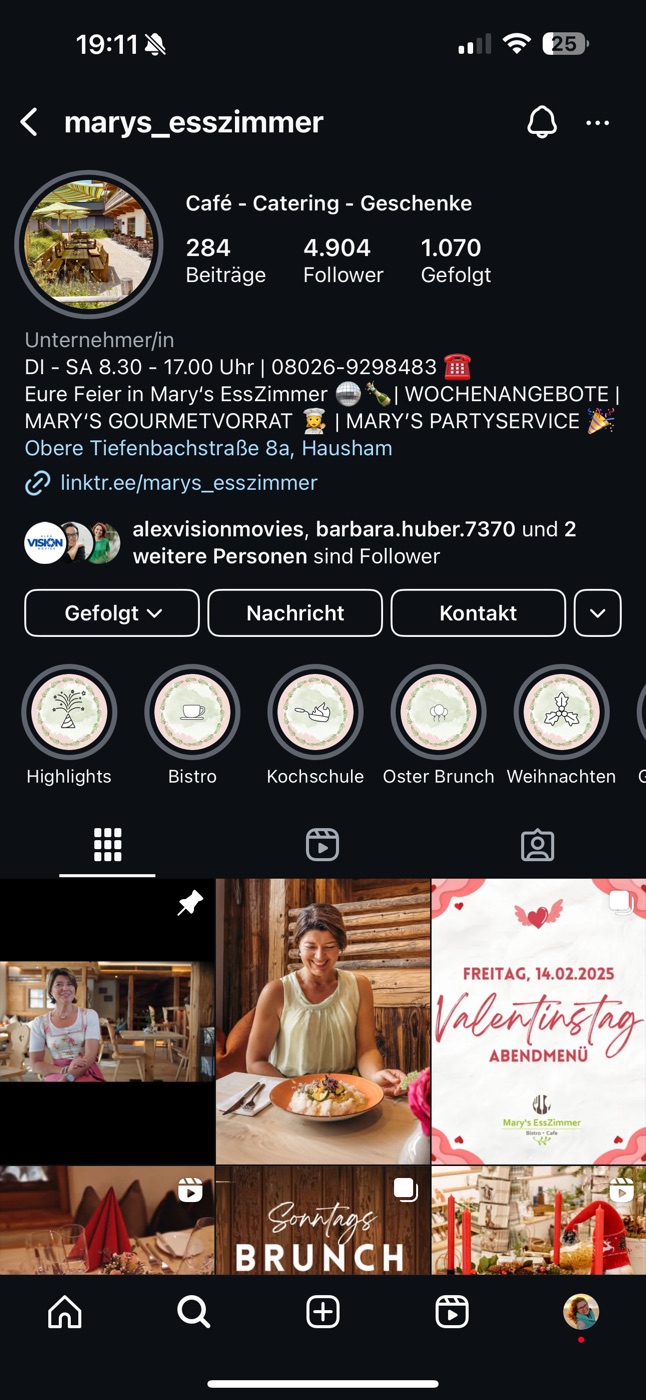 19:11
25
marys_esszimmer
Café - Catering - Geschenke
284 4.904 1.070
Beiträge Follower Gefolgt
Unternehmer/in
DI - SA 8.30 - 17.00 Uhr | 08026-9298483 ☎️
Eure Feier in Mary‘s EssZimmer 🪩🍾| WOCHENANGEBOTE |
MARY‘S GOURMETVORRAT 👩‍🍳 | MARY’S PARTYSERVICE 🎉
Obere Tiefenbachstraße 8a, Hausham
linktr.ee/marys_esszimmer
VISION
alexvisionmovies, barbara.huber.7370 und 2
weitere Personen sind Follower
Gefolgt Nachricht Kontakt
Highlights Bistro Kochschule Oster Brunch Weihnachten G
FREITAG, 14.02.2025
Valentinstag
ABENDMENÜ
Mary's EssZimmer
Bistro • Cafe
Sonntags
BRUNCH